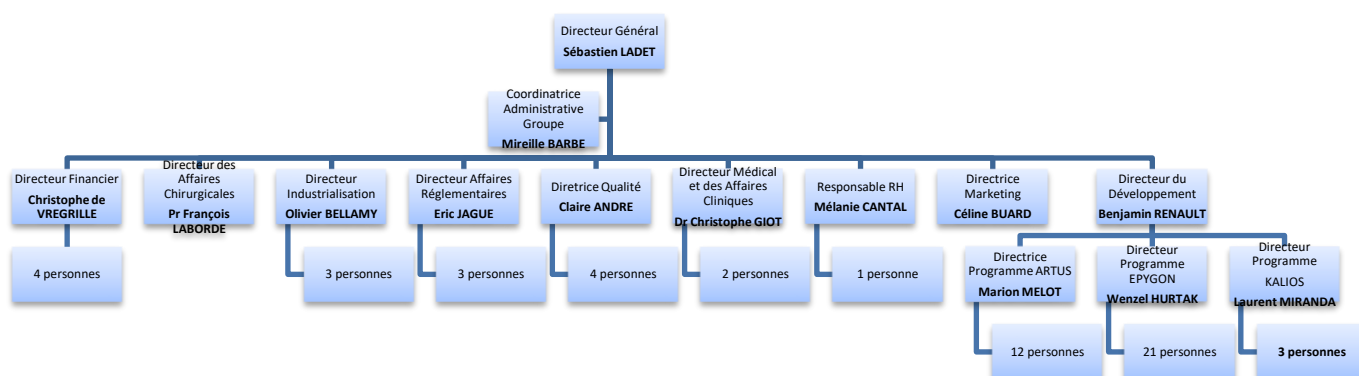 Directeur Général
Sébastien LADET
Coordinatrice
Administrative
Groupe
Mireille BARBE
Directeur Financier
Christophe de
VREGRILLE
4 personnes
Directeur des
Affaires
Chirurgicales
Pr François
LABORDE
Directeur
Industrialisation
Olivier BELLAMY
3 personnes
Directeur Affaires
Réglementaires
Eric JAGUE
3 personnes
Diretrice Qualité
Claire ANDRE
4 personnes
Directeur Médical
et des Affaires
Cliniques
Dr Christophe GIOT
2 personnes
Responsable RH
Mélanie CANTAL
1 personne
Directrice
Marketing
Céline BUARD
Directeur du
Développement
Benjamin RENAULT
Directrice
Programme ARTUS
Marion MELOT
12 personnes
Directeur
Programme
EPYGON
Wenzel HURTAK
21 personnes
Directeur
Programme
KALIOS
Laurent MIRANDA
3 personnes